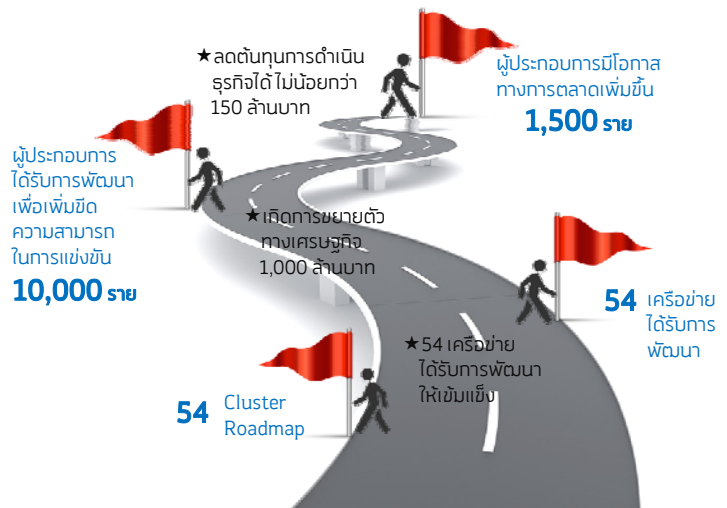 ★ลดต้นทุนการดำเนิน
ธุรกิจได้ไม่น้อยกว่า
150 ล้านบาท
ผู้ประกอบการมีโอกาส
ทางการตลาดเพิ่มขึ้น
1,500 ราย
ผู้ประกอบการ
ได้รับการพัฒนา
เพื่อเพิ่มขีด
ความสามารถ
ในการแข่งขัน
10,000 ราย
★เกิดการขยายตัว
ทางเศรษฐกิจ
1,000 ล้านบาท
54 เครือข่าย
ได้รับการ
พัฒนา
★54 เครือข่าย
ได้รับการพัฒนา
ให้เข้มแข็ง
54 Cluster
Roadmap